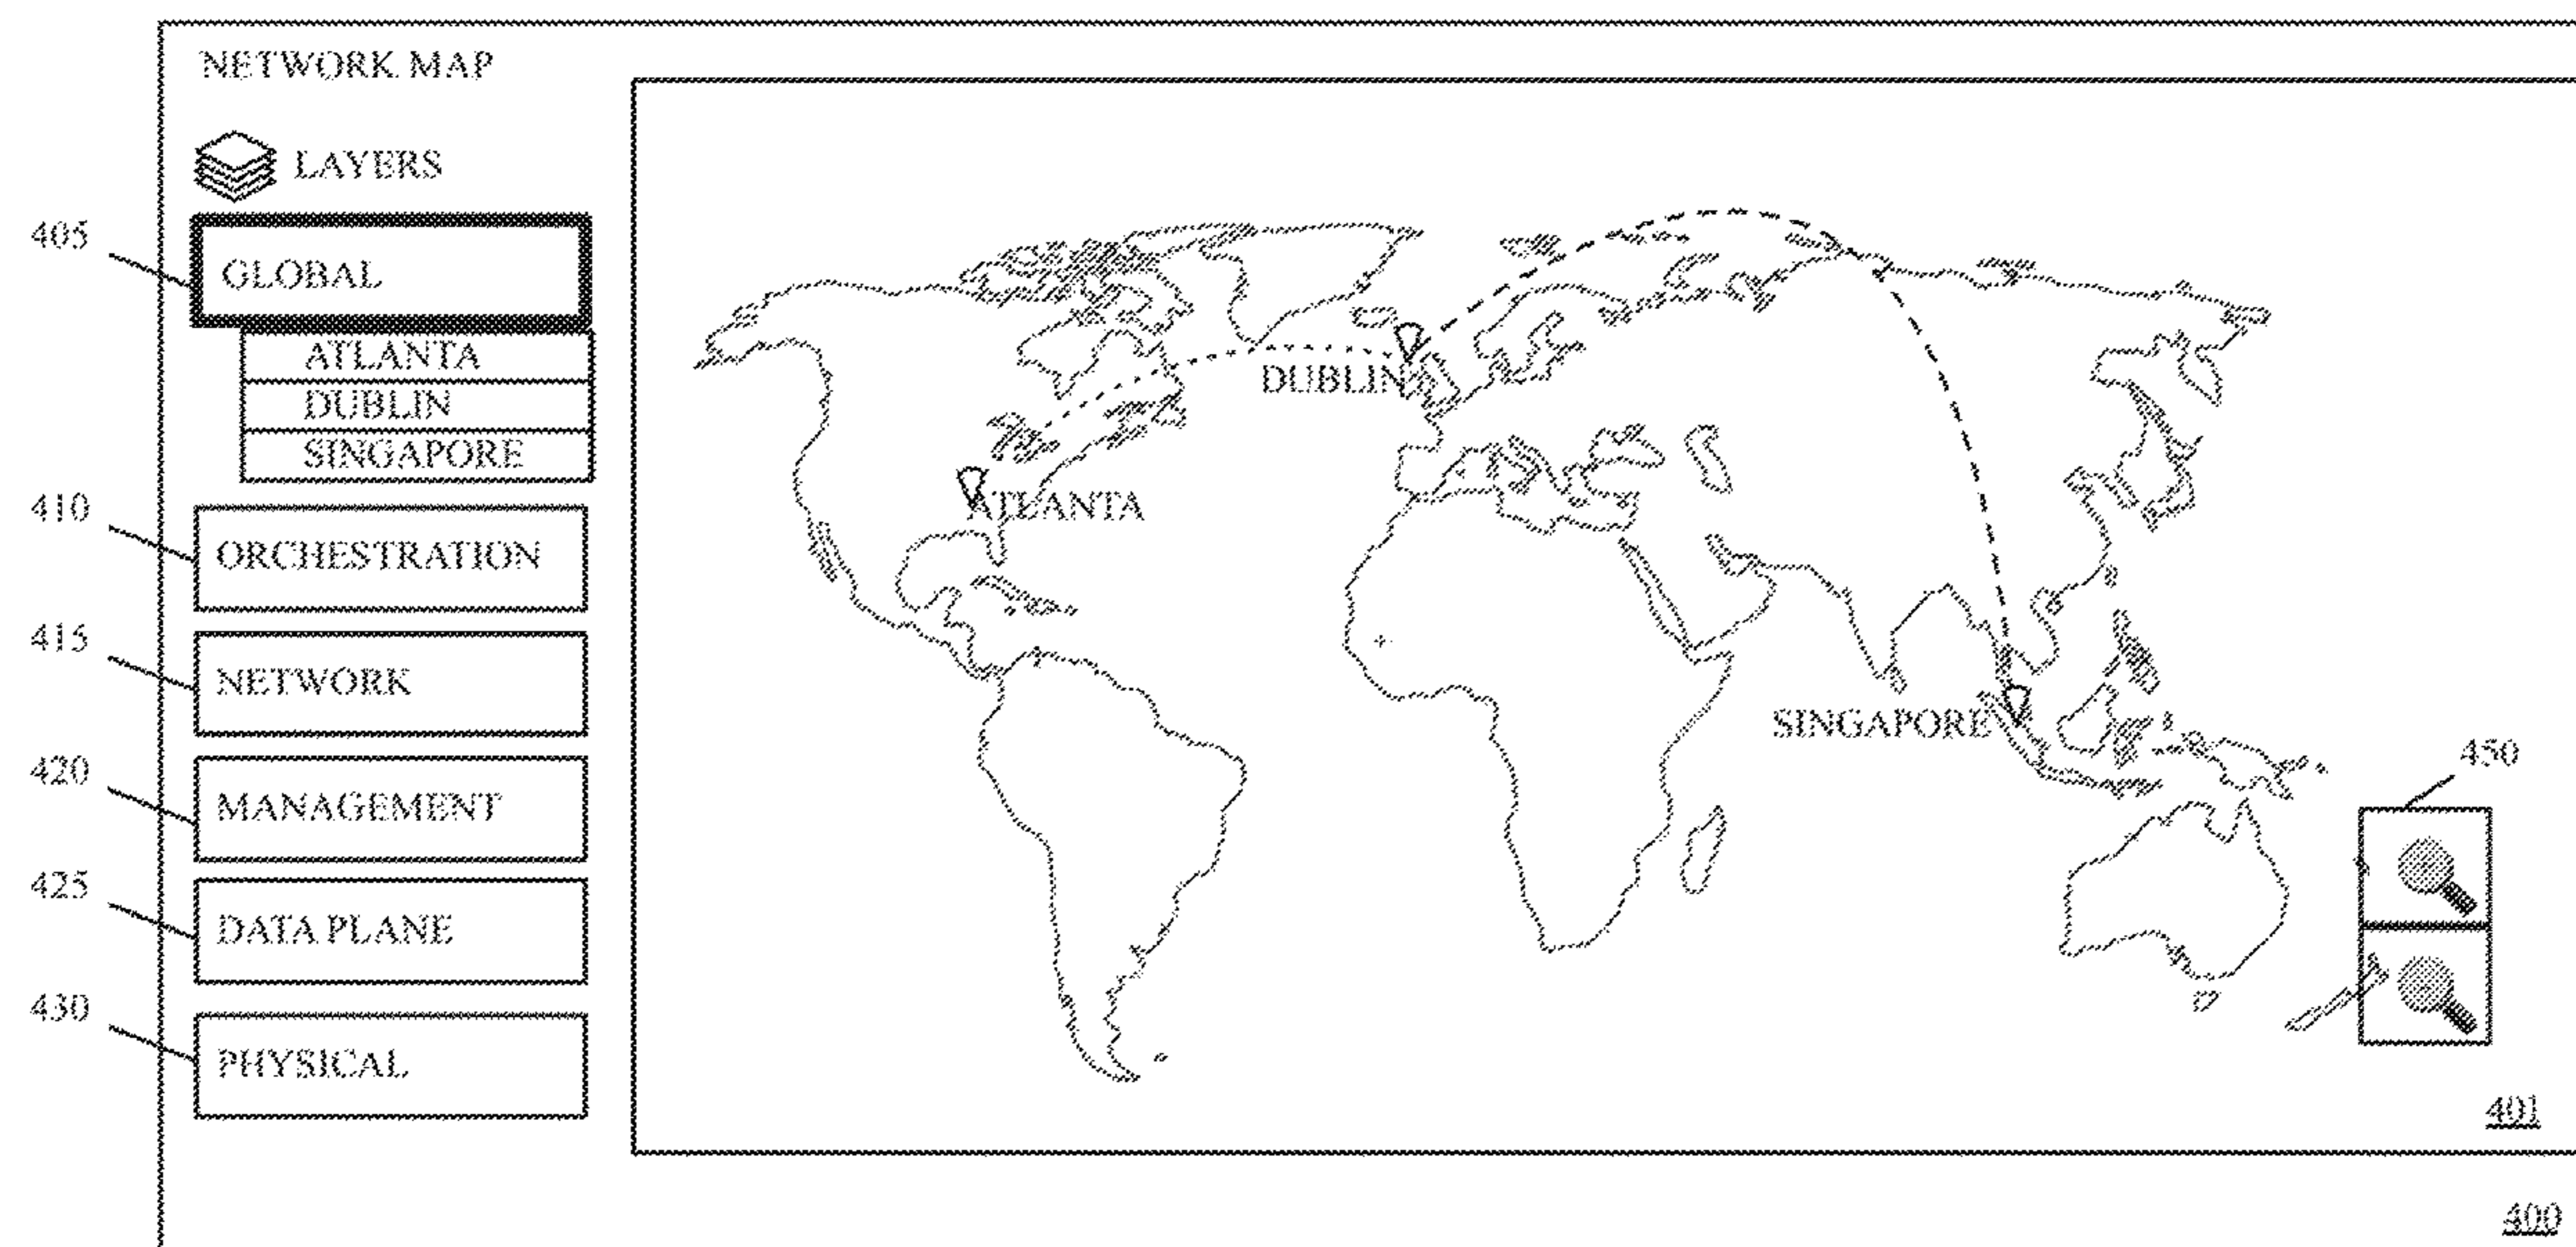 NETWORK MAP
LAYERS
405
GLOBAL
ATLANTA
DUBLIN
SINGAPORE
410
ORCHESTRATION
415
NETWORK
420
MANAGEMENT
425
DATA PLANE
430
PHYSICAL
DUBLIN
ATLANTA
SINGAPORE
450
401
400